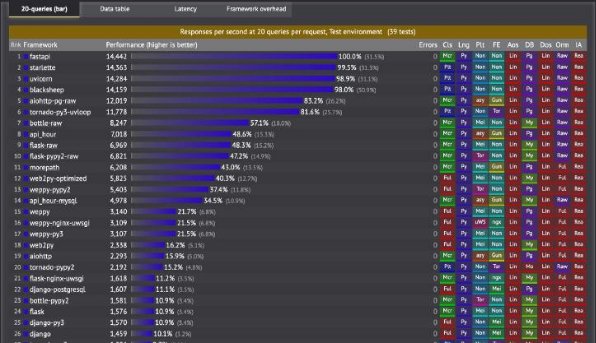 20-queries (bar) Data table Latency Framework overhead
Responses per second at 20 queries per request, Test environment (39 tests)
Rnk Framework Performance (higher is better) Errors Cls Lng Plt FE Aos DB Dos Orm IA
1 fastapi 14,442 100.0% (31.5%) 0 Mcr Py Non Non Lin Pg Lin Raw Rea
2 starlette 14,363 99.5% (31.3%) 0 Plt Py Non Non Lin Pg Lin Raw Rea
3 uvicorn 14,284 98.9% (31.1%) 0 Plt Py Non Non Lin Pg Lin Raw Rea
4 blacksheep 14,159 98.0% (30.9%) 0 Mcr Py Non Non Lin Pg Lin Raw Rea
5 aiohttp-pg-raw 12,019 83.2% (26.2%) 0 Mcr Py asy Gun Lin Pg Lin Raw Rea
6 tornado-py3-uvloop 11,778 81.6% (25.7%) 0 Plt Py Non Tor Lin Pg Lin Raw Rea
7 bottle-raw 8,247 57.1% (18.0%) 0 Mcr Py Mei Non Lin My Lin Raw Rea
8 api_hour 7,018 48.6% (15.3%) 0 Mcr Py asy Gun Lin Pg Lin Raw Rea
9 flask-raw 6,969 48.3% (15.2%) 0 Mcr Py Mei Non Lin My Lin Raw Rea
10 flask-pypy2-raw 6,821 47.2% (14.9%) 0 Mcr Py Tor Non Lin My Lin Raw Rea
11 morepath 6,208 43.0% (13.5%) 0 Mcr Py Mei Gun Lin Pg Lin Ful Rea
12 web2py-optimized 5,825 40.3% (12.7%) 0 Ful Py Mei Non Lin My Lin Ful Rea
13 weppy-pypy2 5,403 37.4% (11.8%) 0 Ful Py Tor Non Lin Pg Lin Ful Rea
14 api_hour-mysql 4,978 34.5% (10.9%) 0 Mcr Py asy Gun Lin My Lin Raw Rea
15 weppy 3,140 21.7% (6.8%) 0 Ful Py Mei Non Lin Pg Lin Ful Rea
16 weppy-nginx-uwsgi 3,109 21.5% (6.8%) 0 Ful Py uWS ngx Lin Pg Lin Ful Rea
17 weppy-py3 3,107 21.5% (6.8%) 0 Ful Py Mei Non Lin Pg Lin Ful Rea
18 web2py 2,338 16.2% (5.1%) 0 Ful Py Mei Non Lin My Lin Ful Rea
19 aiohttp 2,293 15.9% (5.0%) 0 Mcr Py asy Gun Lin Pg Lin Ful Rea
20 tornado-pypy2 2,192 15.2% (4.8%) 0 Plt Py Non Tor Lin Mo Lin Raw Rea
21 flask-nginx-uwsgi 1,618 11.2% (3.5%) 0 Mcr Py Non ngx Lin My Lin Ful Rea
22 django-postgresql 1,607 11.1% (3.5%) 0 Ful Py Non Mei Lin Pg Lin Ful Rea
23 bottle-pypy2 1,581 10.9% (3.4%) 0 Mcr Py Tor Non Lin My Lin Ful Rea
24 flask 1,576 10.9% (3.4%) 0 Mcr Py Mei Non Lin My Lin Ful Rea
25 django-py3 1,570 10.9% (3.4%) 0 Ful Py Non Mei Lin My Lin Ful Rea
26 django 1,459 10.1% (3.2%) 0 Ful Py Non Mei Lin My Lin Ful Rea